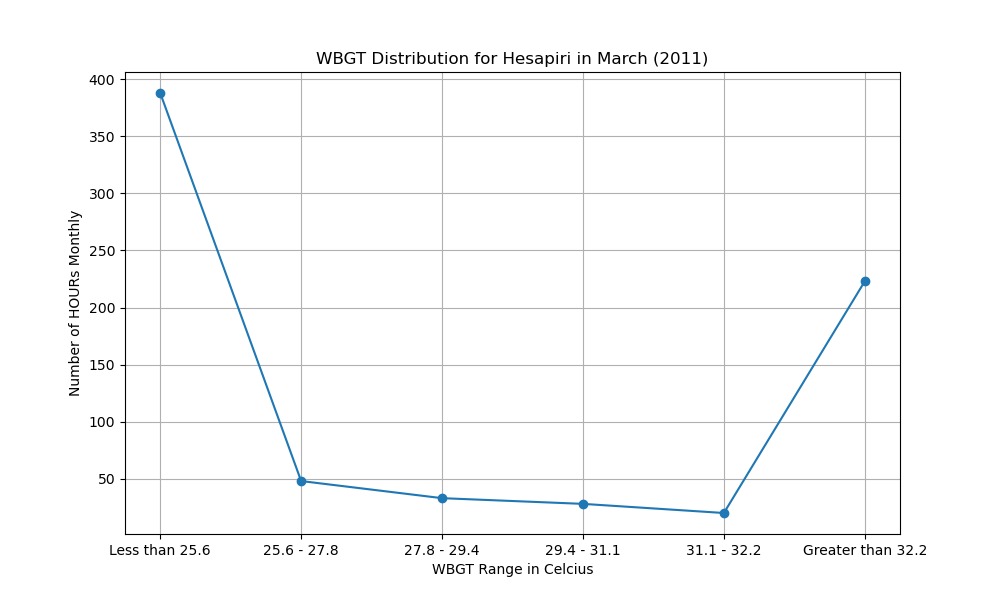 WBGT Distribution for Hesapiri in March (2011)
Number of HOURs Monthly
400
350
300
250
200
150
100
50
Less than 25.6
25.6 - 27.8
27.8 - 29.4
29.4 - 31.1
31.1 - 32.2
Greater than 32.2
WBGT Range in Celcius